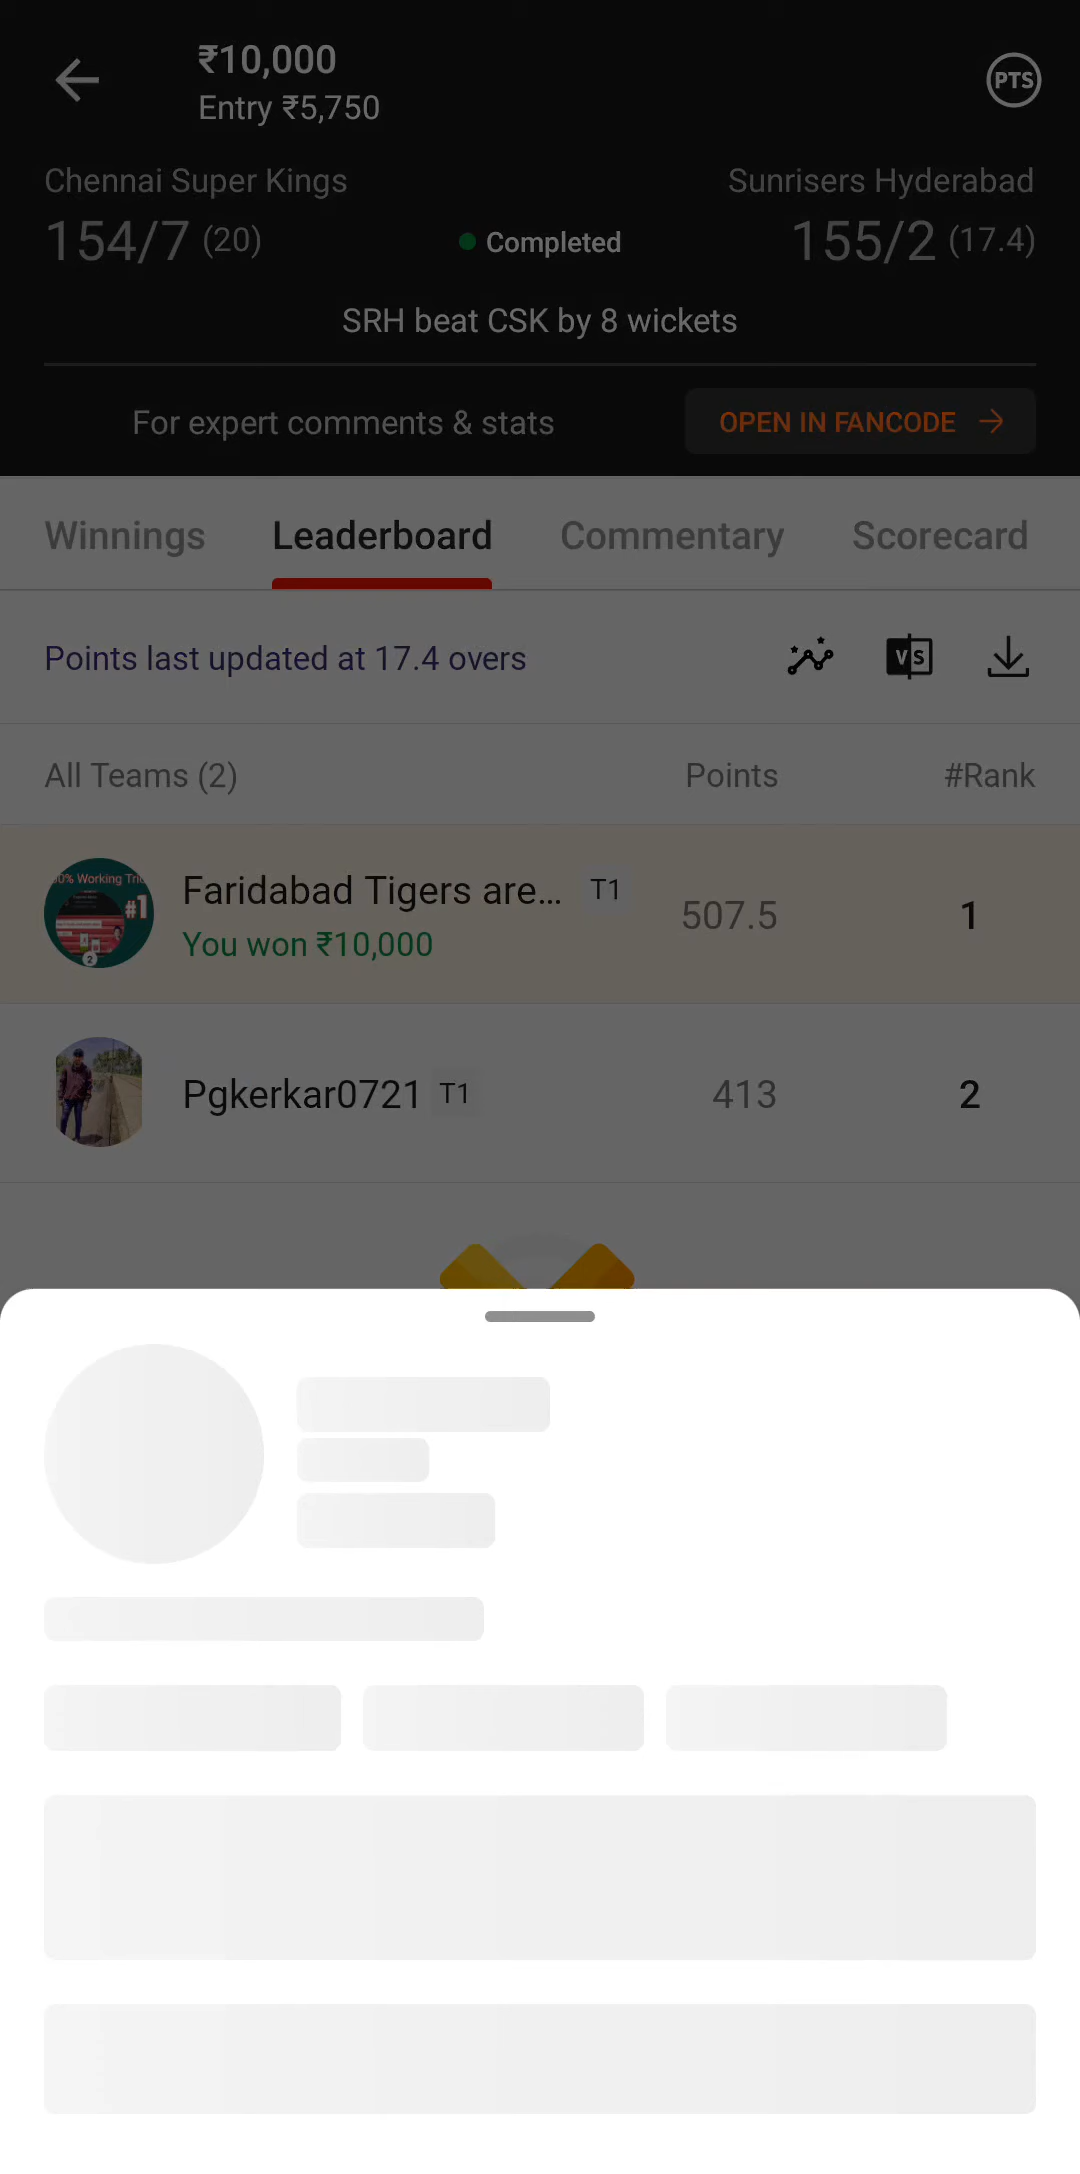 ₹10,000
Entry ₹5,750
PTS
Chennai Super Kings
Sunrisers Hyderabad
154/7 (20)
Completed
155/2 (17.4)
SRH beat CSK by 8 wickets
For expert comments & stats
OPEN IN FANCODE
Winnings
Leaderboard
Commentary
Scorecard
Points last updated at 17.4 overs
VS
All Teams (2)
Points
#Rank
Faridabad Tigers are... T1
507.5
1
You won ₹10,000
#1
2
Pgkerkar0721 T1
413
2